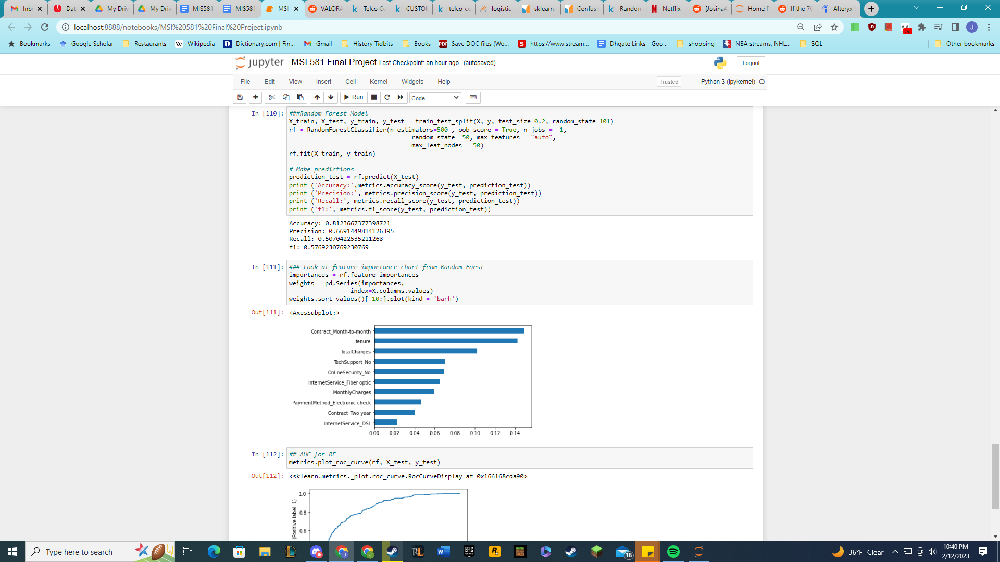 Inbo
Dat
My Driv
My Driv
MIS581
MIS581
MSI
VALORA
Telco Cu
CUSTOM
telco-cu
logistic
sklearn.
Confusi
Random
Netflix
[JosinaA
Home P
If the 76
Alteryx
localhost:8888/notebooks/MSI%20581%20Final%20Project.ipynb
On
J
Bookmarks
Google Scholar
Restaurants
W Wikipedia
D Dictionary.com | Fin...
Gmail
History Tidbits
Books
PDF Save DOC files (Wo...
S https://www.stream...
Dhgate Links - Goo...
shopping
NBA streams, NHL...
SQL
Other bookmarks
jupyter MSI 581 Final Project Last Checkpoint: an hour ago (autosaved)
Logout
File Edit View Insert Cell Kernel Widgets Help
Trusted
Python 3 (ipykernel)
Run
Code
In [110]:
###Random Forest Model
X_train, X_test, y_train, y_test = train_test_split(X, y, test_size=0.2, random_state=101)
rf = RandomForestClassifier(n_estimators=500 , oob_score = True, n_jobs = -1,
random_state =50, max_features = "auto",
max_leaf_nodes = 50)
rf.fit(X_train, y_train)
# Make predictions
prediction_test = rf.predict(X_test)
print ('Accuracy:',metrics.accuracy_score(y_test, prediction_test))
print ('Precision:', metrics.precision_score(y_test, prediction_test))
print ('Recall:', metrics.recall_score(y_test, prediction_test))
print ('f1:', metrics.f1_score(y_test, prediction_test))
Accuracy: 0.8123667377398721
Precision: 0.6691449814126395
Recall: 0.5070422535211268
f1: 0.5769230769230769
In [111]:
### Look at feature importance chart from Random Forst
importances = rf.feature_importances_
weights = pd.Series(importances,
index=X.columns.values)
weights.sort_values()[-10:].plot(kind = 'barh')
Out[111]: <AxesSubplot:>
Contract_Month-to-month
tenure
TotalCharges
TechSupport_No
OnlineSecurity_No
InternetService_Fiber optic
MonthlyCharges
PaymentMethod_Electronic check
Contract_Two year
InternetService_DSL
0.00 0.02 0.04 0.06 0.08 0.10 0.12 0.14
In [112]:
## AUC for RF
metrics.plot_roc_curve(rf, X_test, y_test)
Out[112]: <sklearn.metrics._plot.roc_curve.RocCurveDisplay at 0x166168cda90>
1.0
0.8
0.6
(Positive label: 1)
Type here to search
EPIC GAMES
18
36°F Clear
10:40 PM
2/12/2023